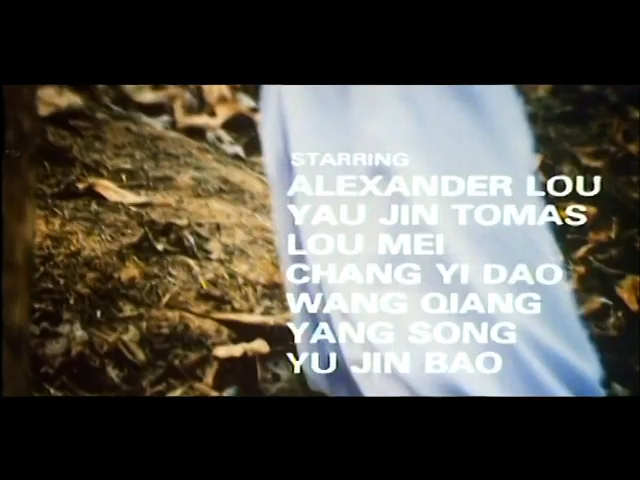 STARRING
ALEXANDER LOU
YAU JIN TOMAS
LOU MEI
CHANG YI DAO
WANG QIANG
YANG SONG
YU JIN BAO